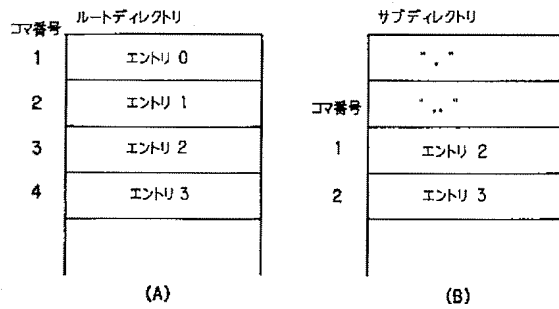 ルートディレクトリ
コマ番号
1 エントリ 0
2 エントリ 1
3 エントリ 2
4 エントリ 3
(A)
サブディレクトリ
" . "
" .. "
コマ番号
1 エントリ 2
2 エントリ 3
(B)